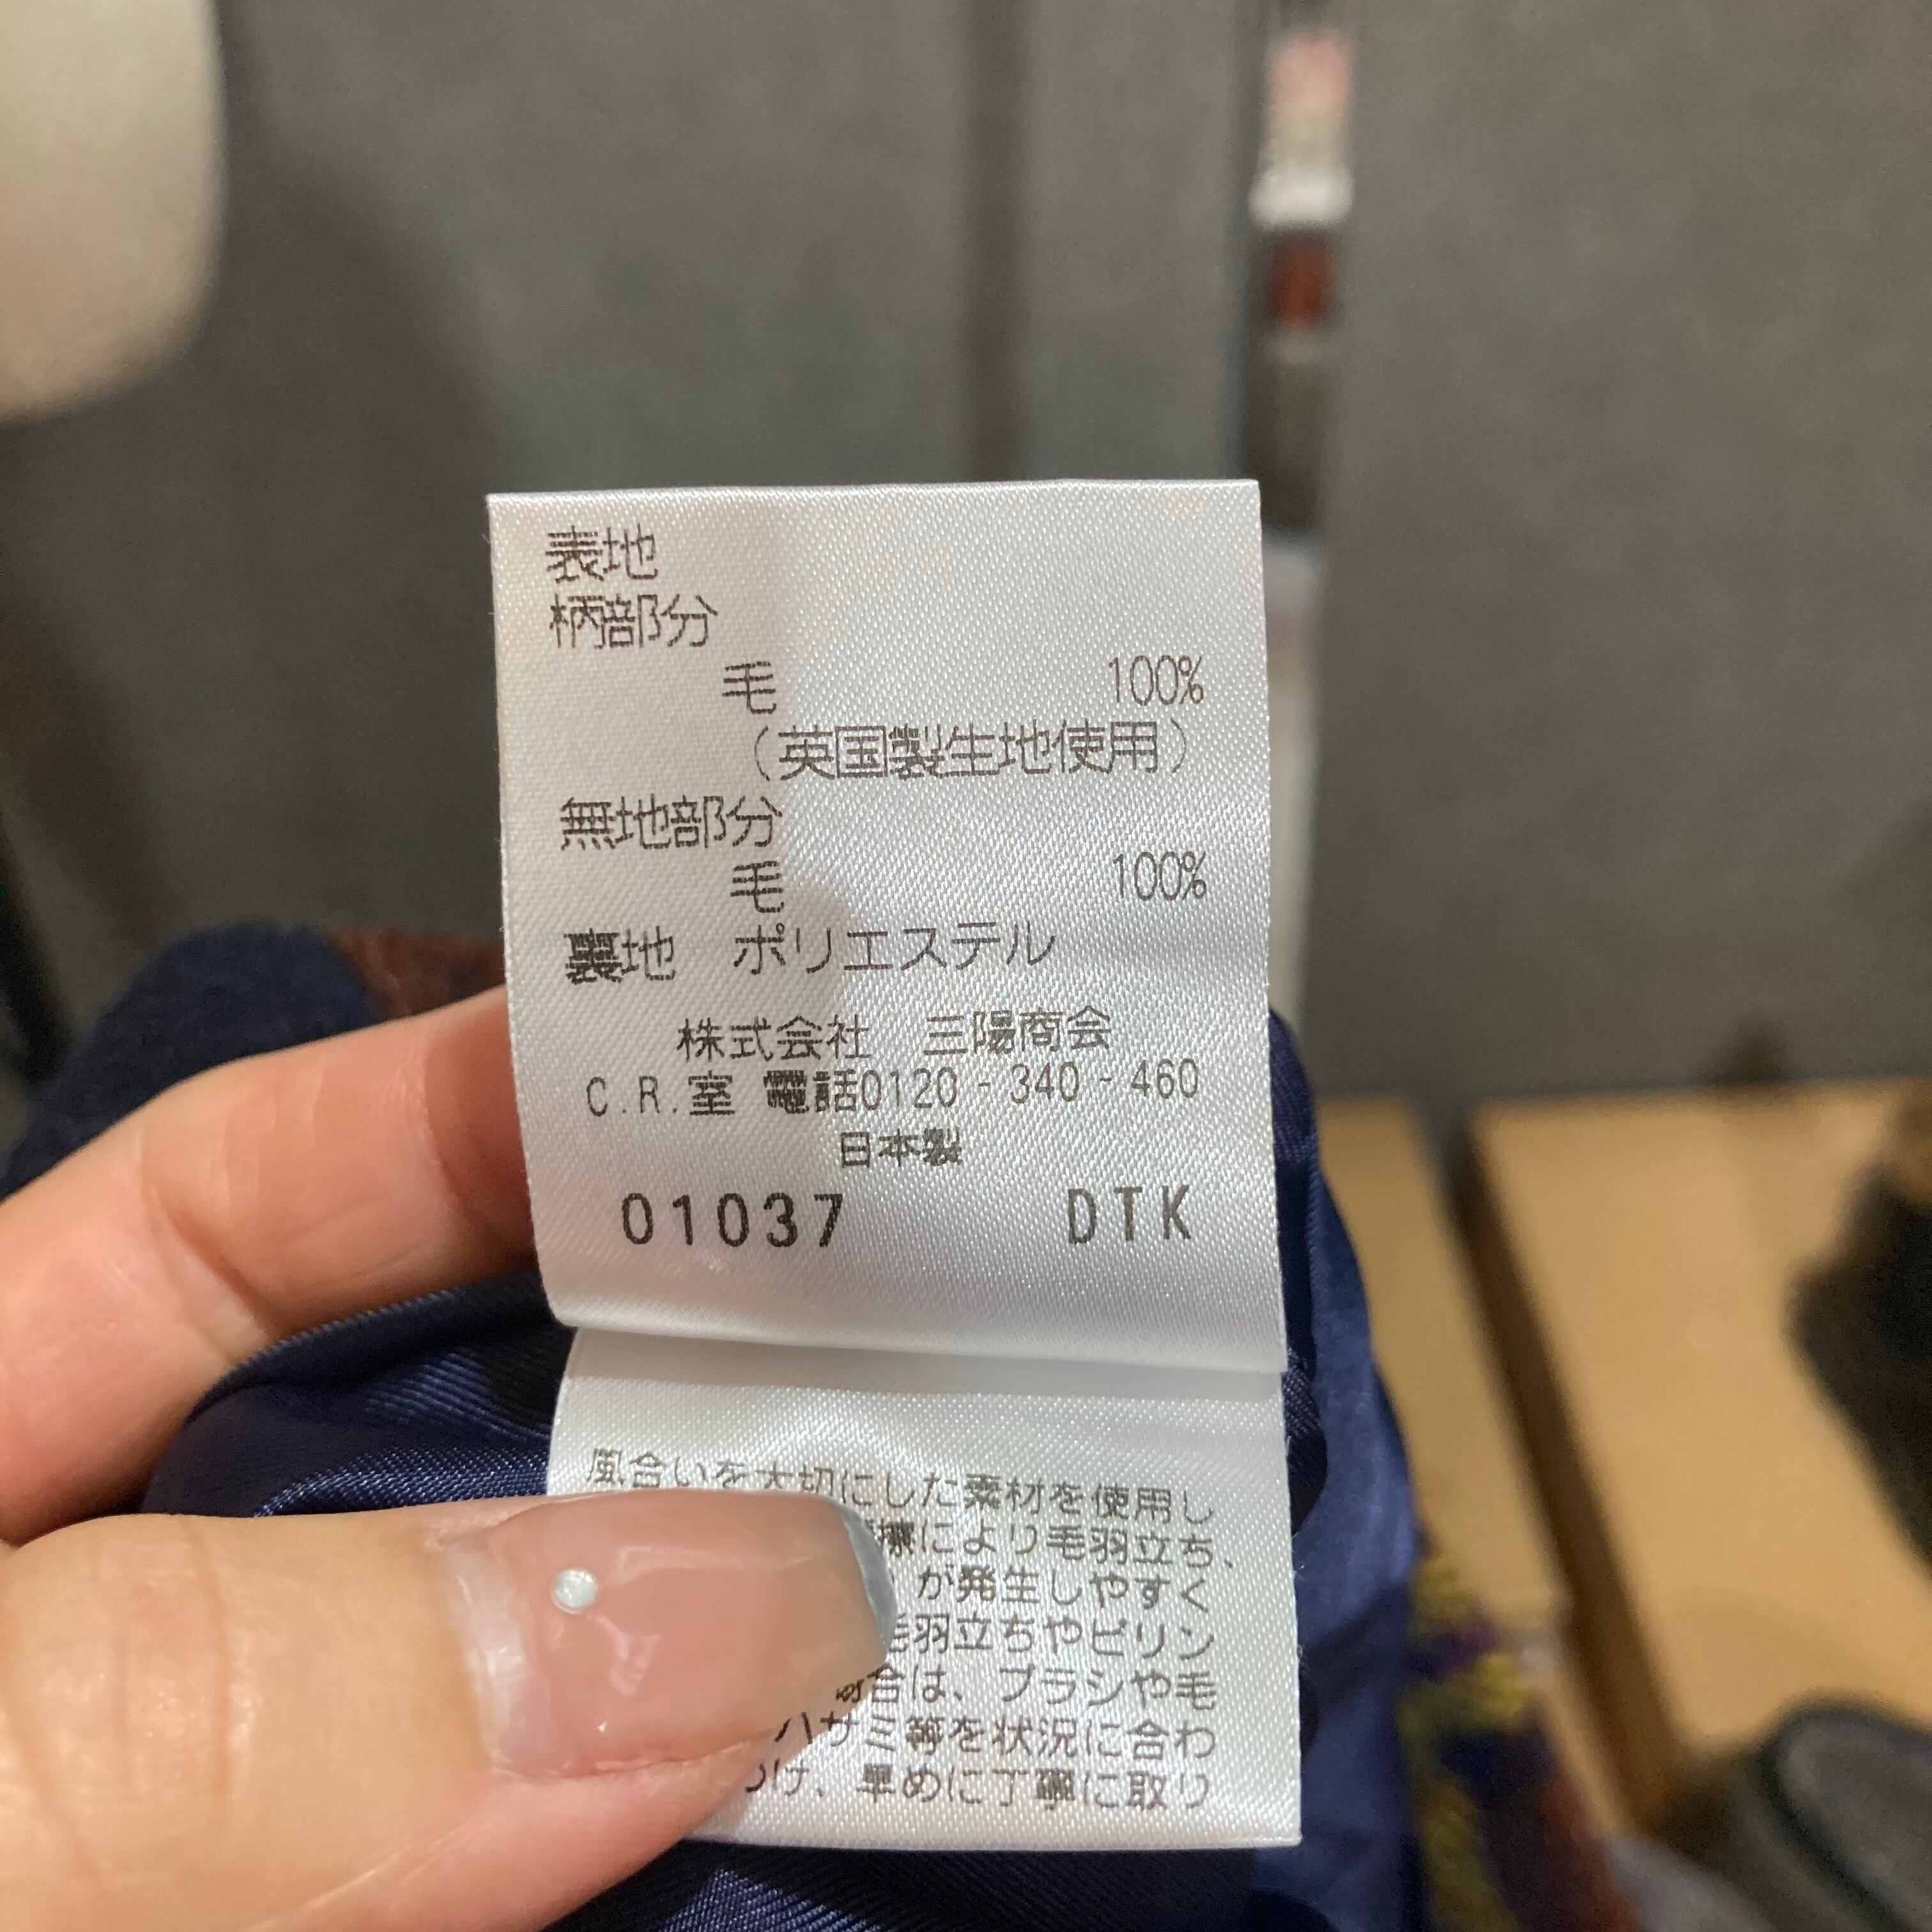 表地
柄部分
毛 100%
（英国製生地使用）
無地部分
毛 100%
裏地 ポリエステル
株式会社 三陽商会
C.R.室 電話0120-340-460
日本製
01037 DTK
風合いを大切にした素材を使用し
により毛羽立ち、
が発生しやすく
毛羽立ちやピリン
合は、ブラシや毛
ハサミ等を状況に合わ
け、早めに丁寧に取り